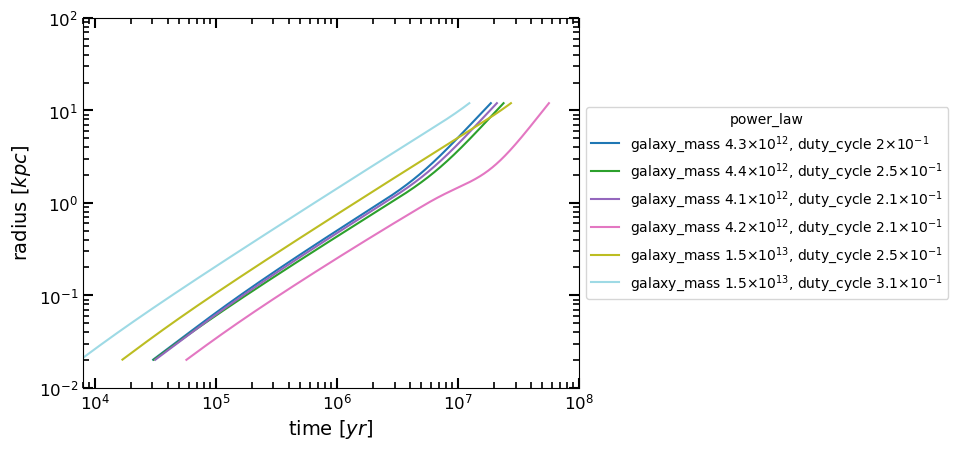 10²
10¹
10⁰
10⁻¹
10⁻²
radius [kpc]
10⁴ 10⁵ 10⁶ 10⁷ 10⁸
time [yr]
power_law
galaxy_mass 4.3×10¹², duty_cycle 2×10⁻¹
galaxy_mass 4.4×10¹², duty_cycle 2.5×10⁻¹
galaxy_mass 4.1×10¹², duty_cycle 2.1×10⁻¹
galaxy_mass 4.2×10¹², duty_cycle 2.1×10⁻¹
galaxy_mass 1.5×10¹³, duty_cycle 2.5×10⁻¹
galaxy_mass 1.5×10¹³, duty_cycle 3.1×10⁻¹